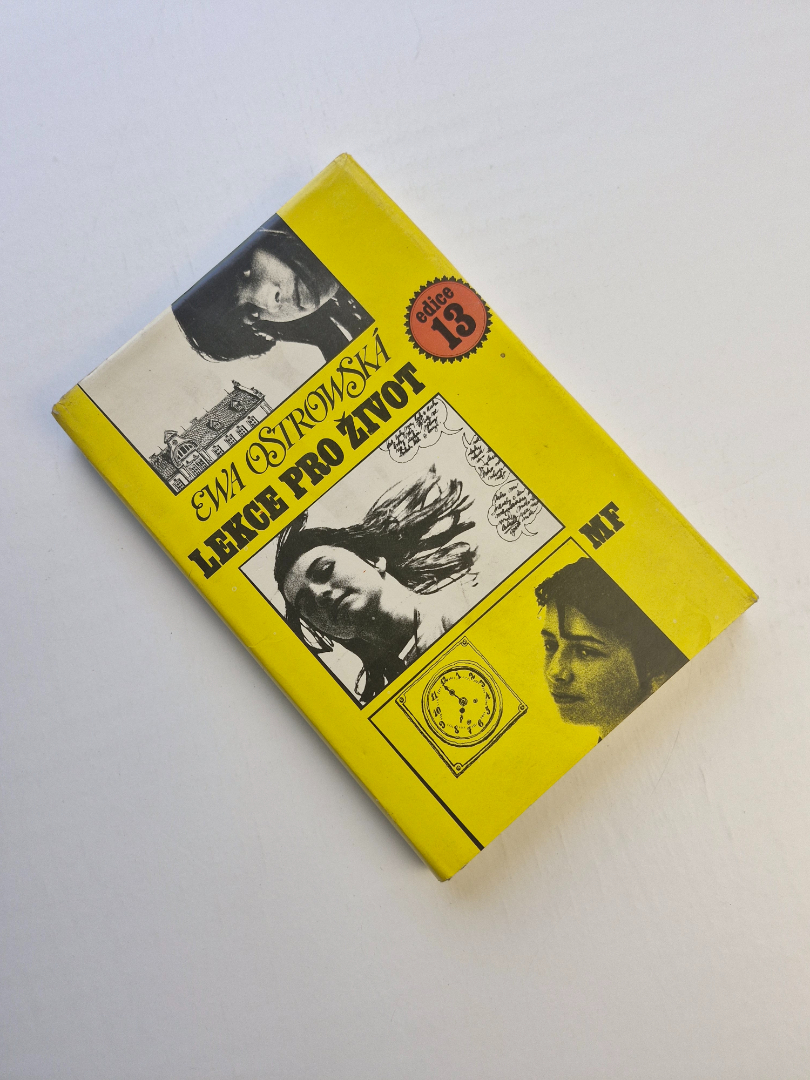 edice
13
EWA OSTROWSKÁ
LEKCE PRO ŽIVOT
MF